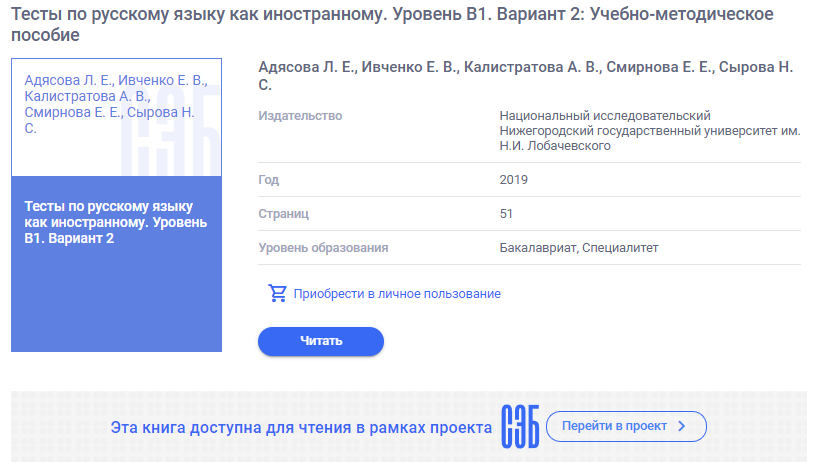 Тесты по русскому языку как иностранному. Уровень B1. Вариант 2: Учебно-методическое
пособие
Адясова Л. Е., Ивченко Е. В.,
Калистратова А. В.,
Смирнова Е. Е., Сырова Н.
С.
СЭБ
Тесты по русскому языку
как иностранному. Уровень
B1. Вариант 2
Адясова Л. Е., Ивченко Е. В., Калистратова А. В., Смирнова Е. Е., Сырова Н.
С.
Издательство
Национальный исследовательский
Нижегородский государственный университет им.
Н.И. Лобачевского
Год 2019
Страниц 51
Уровень образования Бакалавриат, Специалитет
Приобрести в личное пользование
Читать
Эта книга доступна для чтения в рамках проекта СЭБ Перейти в проект